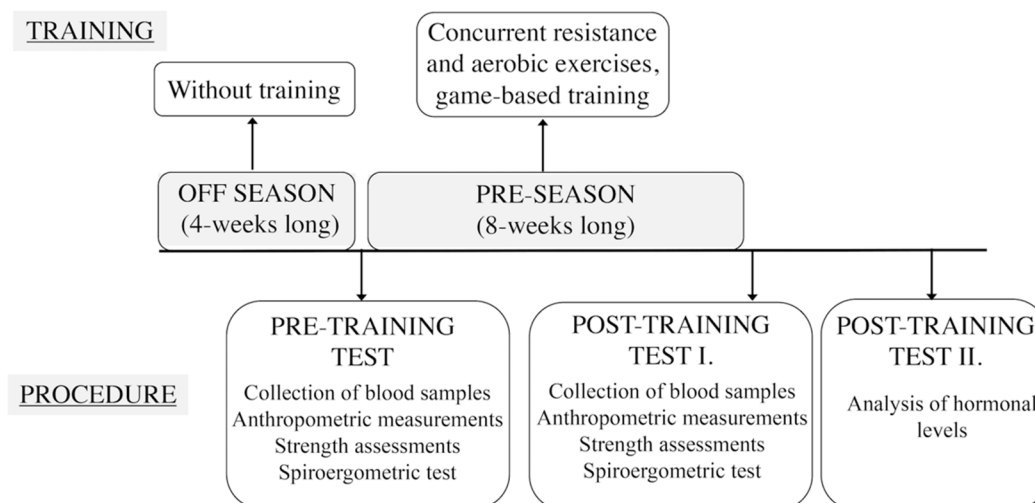 TRAINING
Concurrent resistance
and aerobic exercises,
game-based training
Without training
OFF SEASON
(4-weeks long)
PRE-SEASON
(8-weeks long)
PRE-TRAINING
TEST
Collection of blood samples
Anthropometric measurements
Strength assessments
Spiroergometric test
POST-TRAINING
TEST I.
Collection of blood samples
Anthropometric measurements
Strength assessments
Spiroergometric test
POST-TRAINING
TEST II.
Analysis of hormonal
levels
PROCEDURE